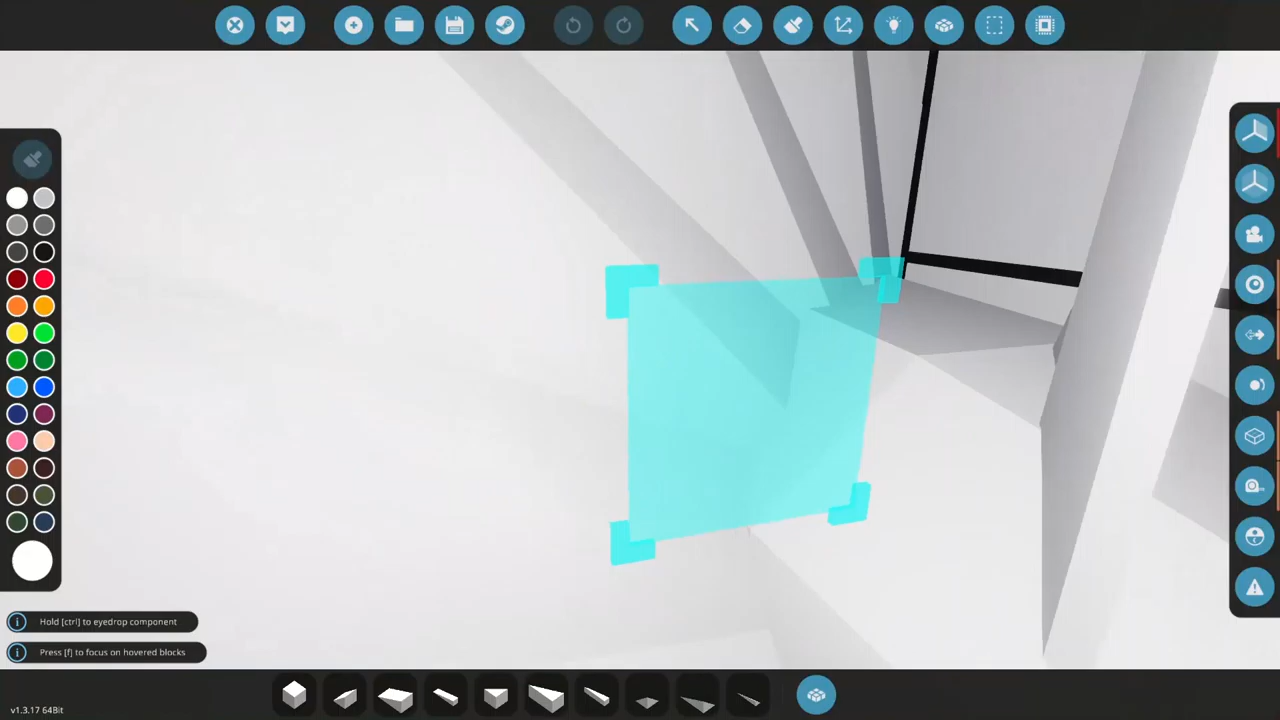 Hold [ctrl] to eyedrop component
Press [f] to focus on hovered blocks
v1.3.17 64Bit